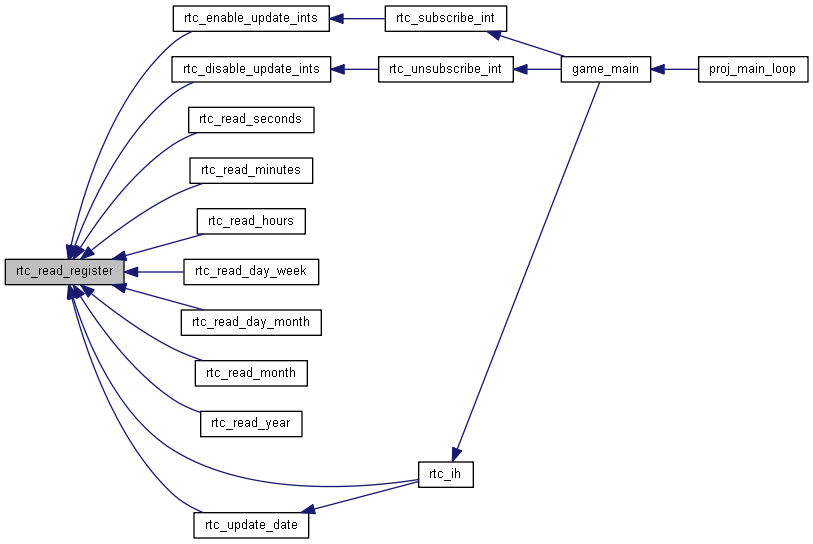 rtc_enable_update_ints
rtc_subscribe_int
rtc_disable_update_ints
rtc_unsubscribe_int
game_main
proj_main_loop
rtc_read_seconds
rtc_read_minutes
rtc_read_hours
rtc_read_register
rtc_read_day_week
rtc_read_day_month
rtc_read_month
rtc_read_year
rtc_ih
rtc_update_date